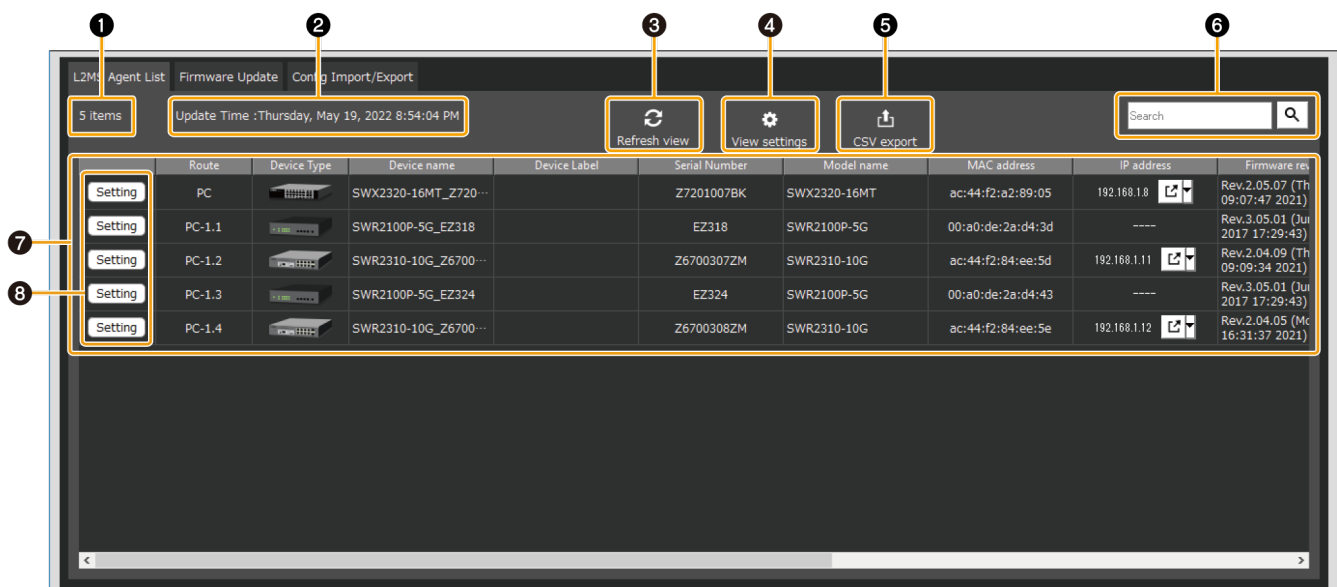 1 2 3 4 5 6
L2MS Agent List Firmware Update Config Import/Export
5 items Update Time :Thursday, May 19, 2022 8:54:04 PM Refresh view View settings CSV export Search
Route Device Type Device name Device Label Serial Number Model name MAC address IP address Firmware rev
Setting PC SWX2320-16MT_Z720··· Z7201007BK SWX2320-16MT ac:44:f2:a2:89:05 192.168.1.8 Rev.2.05.07 (Th
09:07:47 2021)
Setting PC-1.1 SWR2100P-5G_EZ318 EZ318 SWR2100P-5G 00:a0:de:2a:d4:3d ---- Rev.3.05.01 (Jun
2017 17:29:43)
7
Setting PC-1.2 SWR2310-10G_Z6700··· Z6700307ZM SWR2310-10G ac:44:f2:84:ee:5d 192.168.1.11 Rev.2.04.09 (Th
09:09:34 2021)
8
Setting PC-1.3 SWR2100P-5G_EZ324 EZ324 SWR2100P-5G 00:a0:de:2a:d4:43 ---- Rev.3.05.01 (Jun
2017 17:29:43)
Setting PC-1.4 SWR2310-10G_Z6700··· Z6700308ZM SWR2310-10G ac:44:f2:84:ee:5e 192.168.1.12 Rev.2.04.05 (Mo
16:31:37 2021)